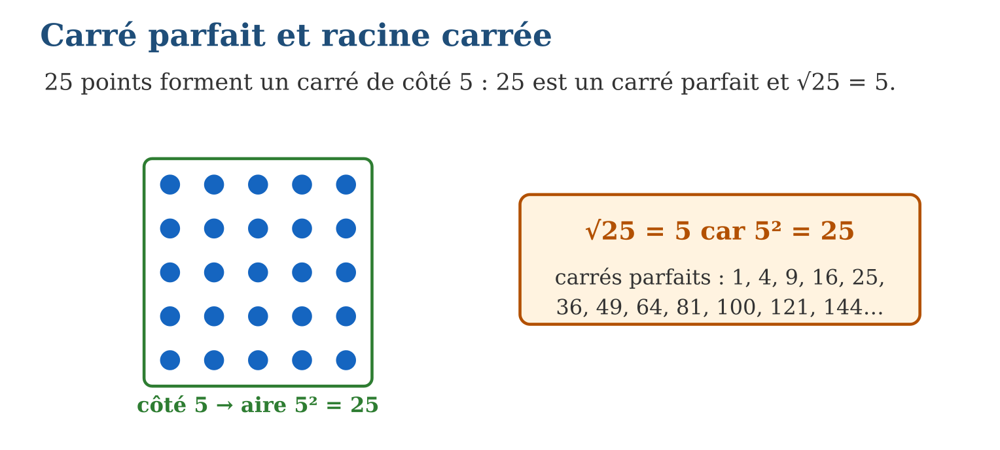 Carré parfait et racine carrée
25 points forment un carré de côté 5 : 25 est un carré parfait et √25 = 5.
√25 = 5 car 5² = 25
carrés parfaits : 1, 4, 9, 16, 25,
36, 49, 64, 81, 100, 121, 144…
côté 5 → aire 5² = 25